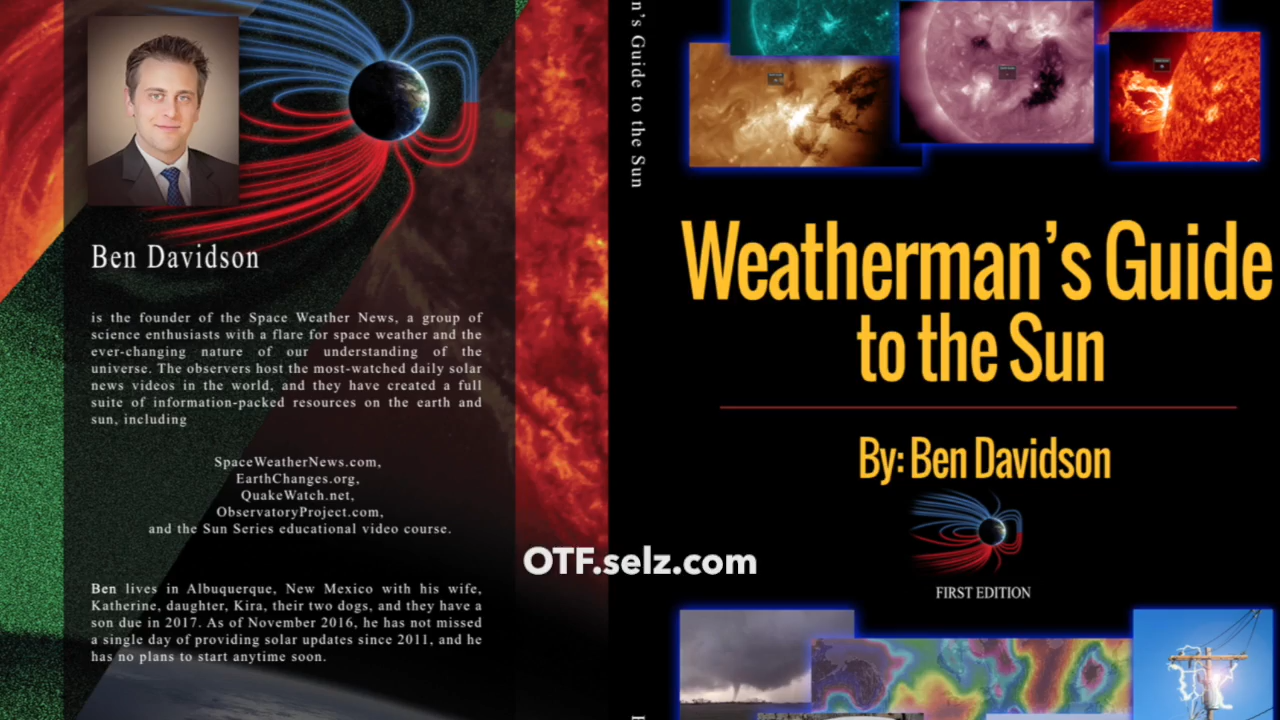 Ben Davidson
is the founder of the Space Weather News, a group of
science enthusiasts with a flare for space weather and the
ever-changing nature of our understanding of the
universe. The observers host the most-watched daily solar
news videos in the world, and they have created a full
suite of information-packed resources on the earth and
sun, including
SpaceWeatherNews.com,
EarthChanges.org,
QuakeWatch.net,
ObservatoryProject.com,
and the Sun Series educational video course.
Ben lives in Albuquerque, New Mexico with his wife,
Katherine, daughter, Kira, their two dogs, and they have a
son due in 2017. As of November 2016, he has not missed
a single day of providing solar updates since 2011, and he
has no plans to start anytime soon.
n's Guide to the Sun
OTF.selz.com
Weatherman's Guide
to the Sun
By: Ben Davidson
FIRST EDITION